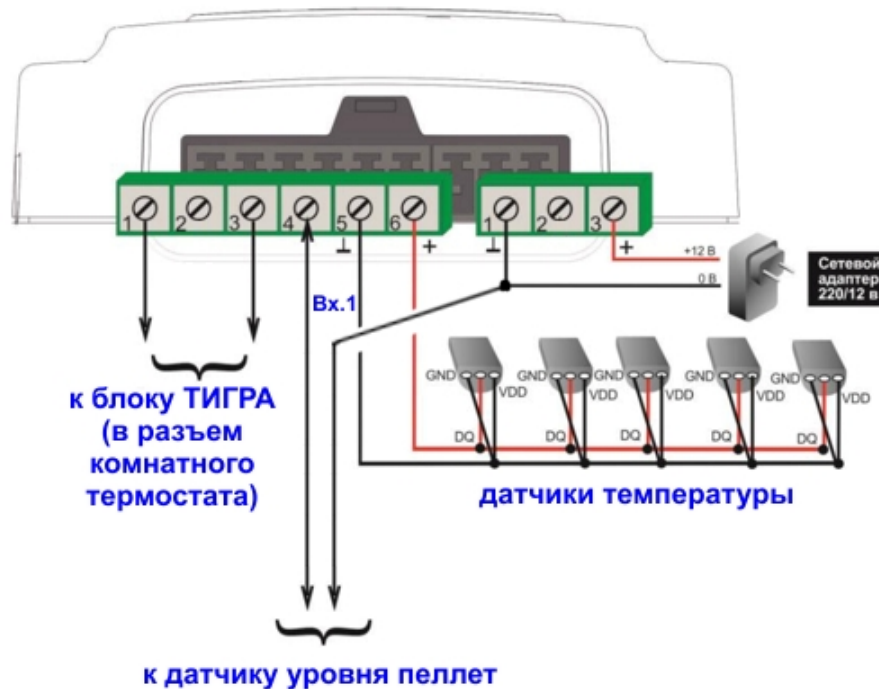 1 2 3 4 5 6 1 2 3
⊥ + ⊥ +
+12 В
0 В
Сетевой
адаптер
220/12 в
Вх.1
GND GND GND GND GND
VDD VDD VDD VDD VDD
DQ DQ DQ DQ DQ
к блоку ТИГРА
(в разъем
комнатного
термостата)
датчики температуры
к датчику уровня пеллет